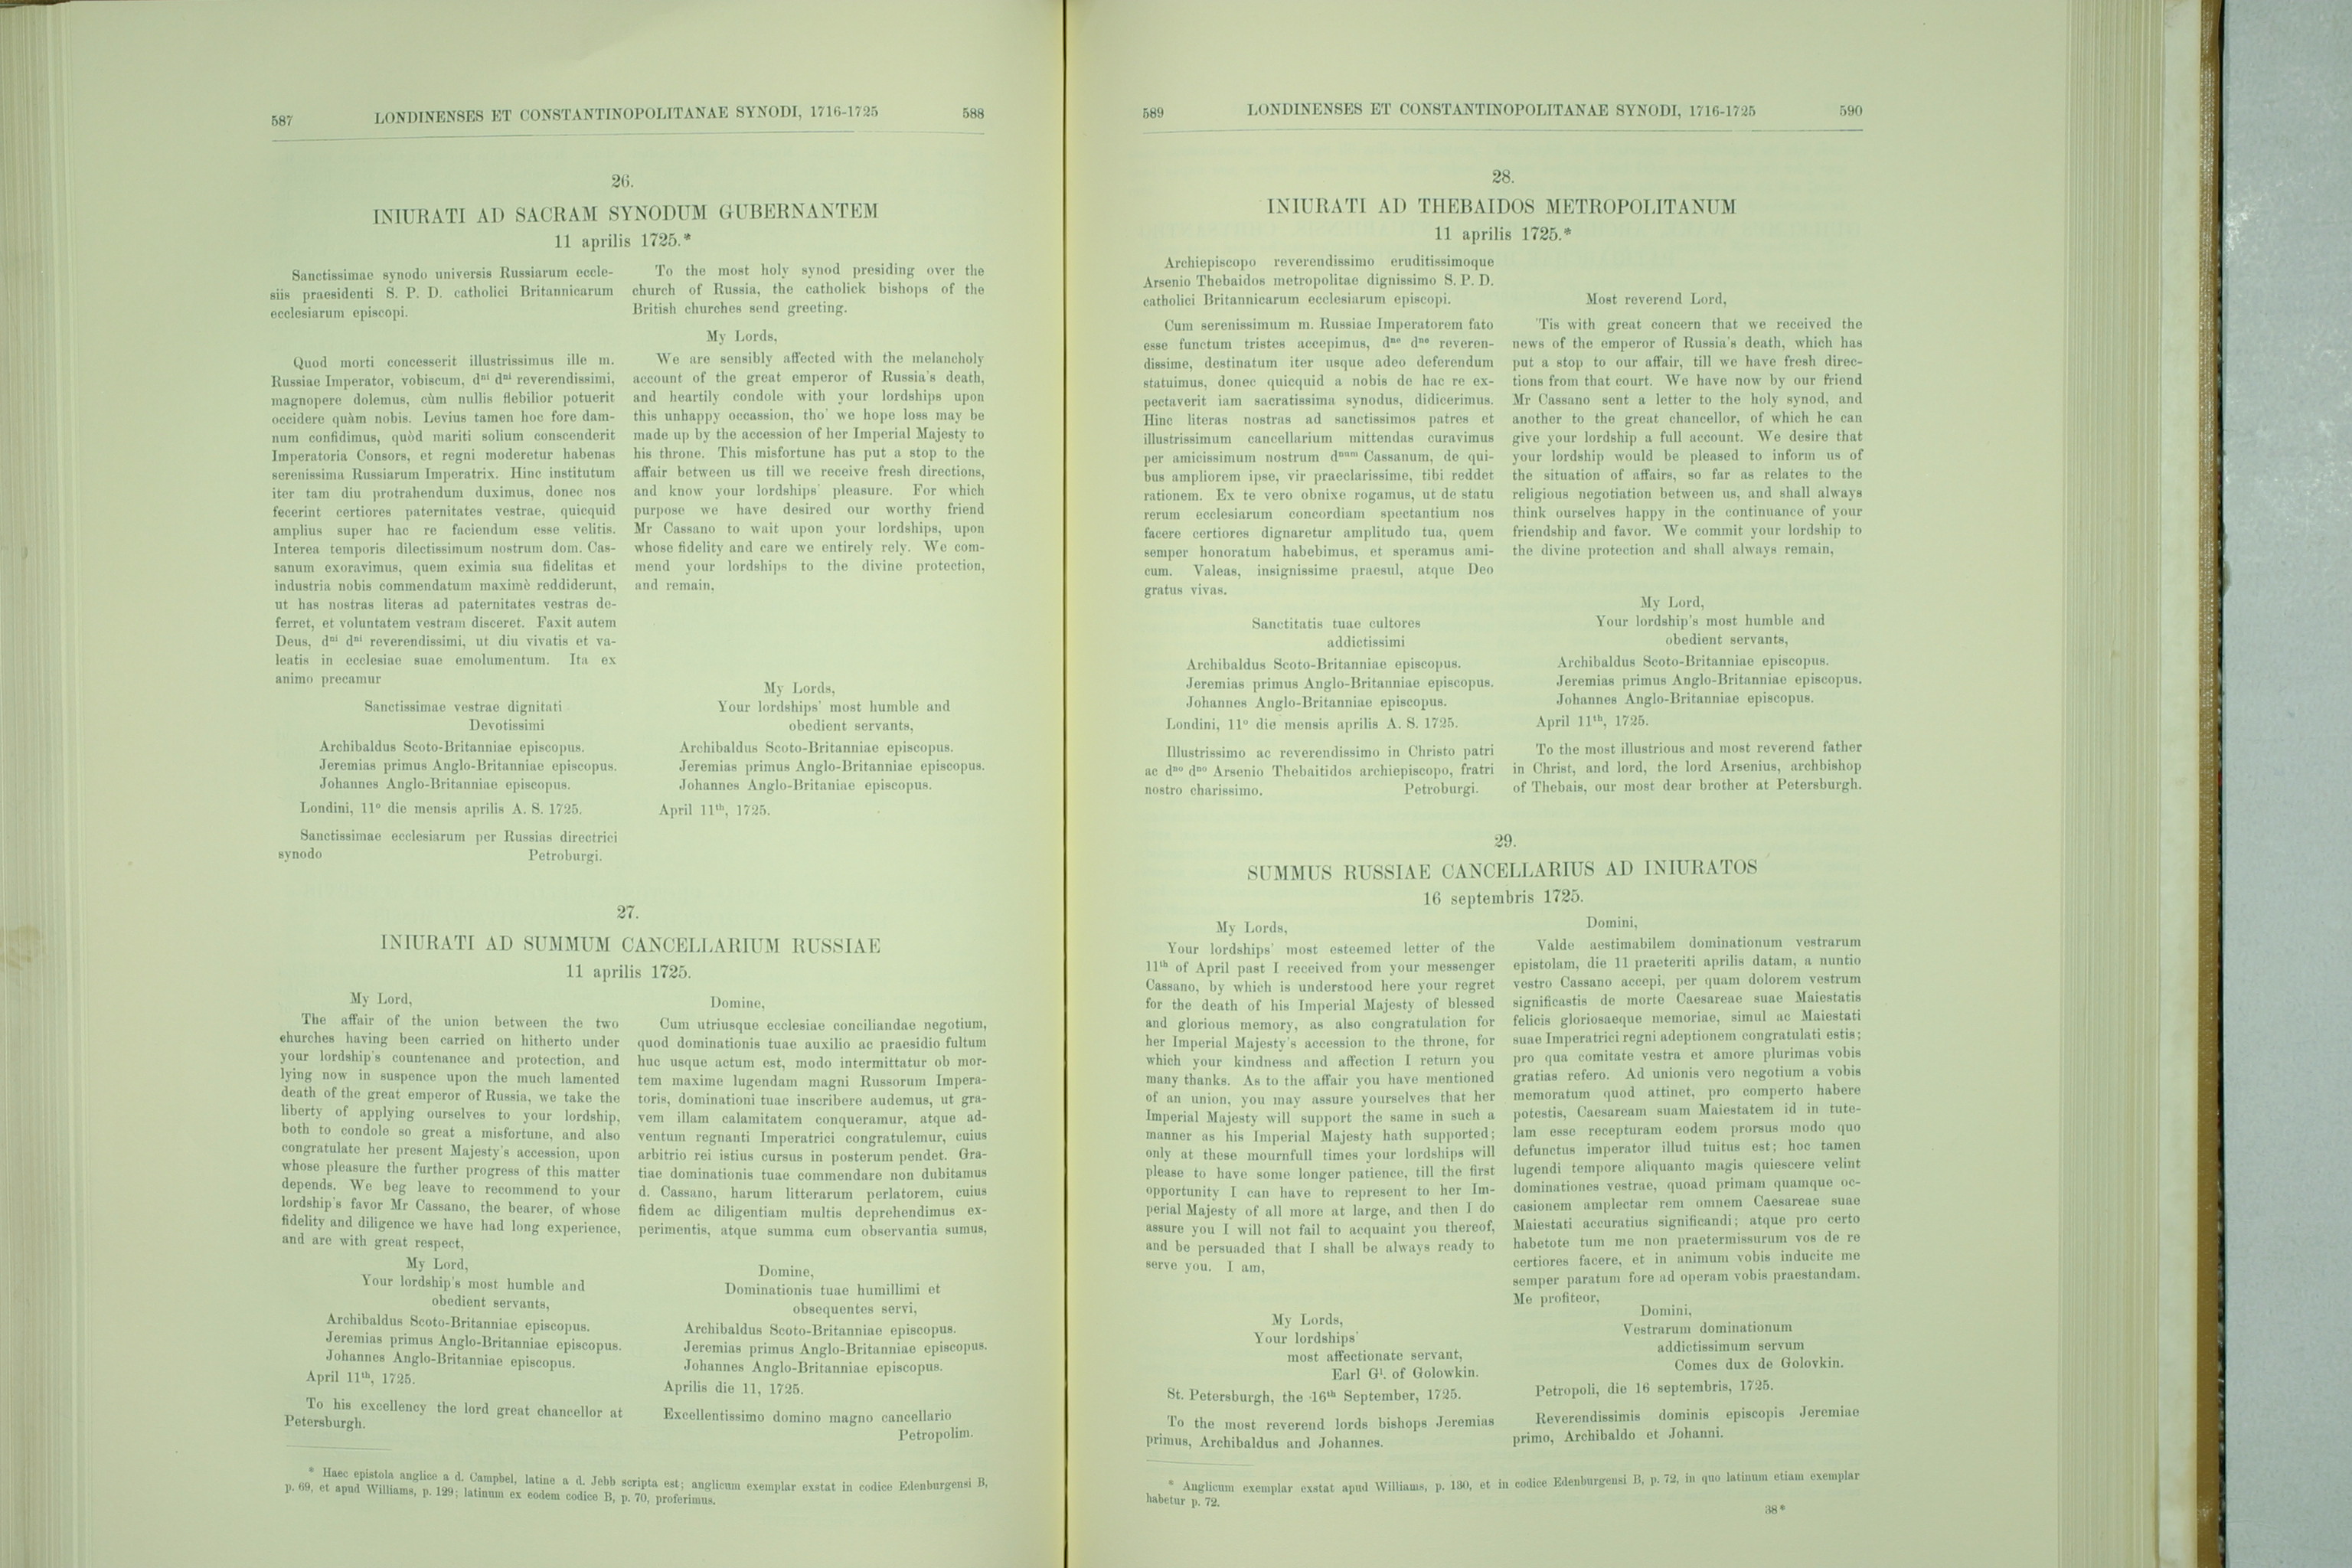 587 LONDINENSES ET CONSTANTINOPOLITANAE SYNODI, 1716-1725 588
26.
INIURATI AD SACRAM SYNODUM GUBERNANTEM
11 aprilis 1725.*
Sanctissimae synodo universis Russiarum eccle-
siis praesidenti S. P. D. catholici Britannicarum
ecclesiarum episcopi.
Quod morti concesserit illustrissimus ille m.
Russiae Imperator, vobiscum, dⁿⁱ dⁿⁱ reverendissimi,
magnopere dolemus, cùm nullis flebilior potuerit
occidere quàm nobis. Levius tamen hoc fore dam-
num confidimus, quòd mariti solium conscenderit
Imperatoria Consors, et regni moderetur habenas
serenissima Russiarum Imperatrix. Hinc institutum
iter tam diu protrahendum duximus, donec nos
fecerint certiores paternitates vestrae, quicquid
amplius super hac re faciendum esse velitis.
Interea temporis dilectissimum nostrum dom. Cas-
sanum exoravimus, quem eximia sua fidelitas et
industria nobis commendatum maximè reddiderunt,
ut has nostras literas ad paternitates vestras de-
ferret, et voluntatem vestram disceret. Faxit autem
Deus, dⁿⁱ dⁿⁱ reverendissimi, ut diu vivatis et va-
leatis in ecclesiae suae emolumentum. Ita ex
animo precamur
Sanctissimae vestrae dignitati
Devotissimi
Archibaldus Scoto-Britanniae episcopus.
Jeremias primus Anglo-Britanniae episcopus.
Johannes Anglo-Britanniae episcopus.
Londini, 11° die mensis aprilis A. S. 1725.
Sanctissimae ecclesiarum per Russias directrici
synodo Petroburgi.
To the most holy synod presiding over the
church of Russia, the catholick bishops of the
British churches send greeting.
My Lords,
We are sensibly affected with the melancholy
account of the great emperor of Russia's death,
and heartily condole with your lordships upon
this unhappy occassion, tho' we hope loss may be
made up by the accession of her Imperial Majesty to
his throne. This misfortune has put a stop to the
affair between us till we receive fresh directions,
and know your lordships' pleasure. For which
purpose we have desired our worthy friend
Mr Cassano to wait upon your lordships, upon
whose fidelity and care we entirely rely. We com-
mend your lordships to the divine protection,
and remain,
My Lords,
Your lordships' most humble and
obedient servants,
Archibaldus Scoto-Britanniae episcopus.
Jeremias primus Anglo-Britanniae episcopus.
Johannes Anglo-Britaniae episcopus.
April 11ᵗʰ, 1725.
27.
INIURATI AD SUMMUM CANCELLARIUM RUSSIAE
11 aprilis 1725.
My Lord,
The affair of the union between the two
churches having been carried on hitherto under
your lordship's countenance and protection, and
lying now in suspence upon the much lamented
death of the great emperor of Russia, we take the
liberty of applying ourselves to your lordship,
both to condole so great a misfortune, and also
congratulate her present Majesty's accession, upon
whose pleasure the further progress of this matter
depends. We beg leave to recommend to your
lordship's favor Mr Cassano, the bearer, of whose
fidelity and diligence we have had long experience,
and are with great respect,
My Lord,
Your lordship's most humble and
obedient servants,
Archibaldus Scoto-Britanniae episcopus.
Jeremias primus Anglo-Britanniae episcopus.
Johannes Anglo-Britanniae episcopus.
April 11ᵗʰ, 1725.
To his excellency the lord great chancellor at
Petersburgh.
Domine,
Cum utriusque ecclesiae conciliandae negotium,
quod dominationis tuae auxilio ac praesidio fultum
huc usque actum est, modo intermittatur ob mor-
tem maxime lugendam magni Russorum Impera-
toris, dominationi tuae inscribere audemus, ut gra-
vem illam calamitatem conqueramur, atque ad-
ventum regnanti Imperatrici congratulemur, cuius
arbitrio rei istius cursus in posterum pendet. Gra-
tiae dominationis tuae commendare non dubitamus
d. Cassano, harum litterarum perlatorem, cuius
fidem ac diligentiam multis deprehendimus ex-
perimentis, atque summa cum observantia sumus,
Domine,
Dominationis tuae humillimi et
obsequentes servi,
Archibaldus Scoto-Britanniae episcopus.
Jeremias primus Anglo-Britanniae episcopus.
Johannes Anglo-Britanniae episcopus.
Aprilis die 11, 1725.
Excellentissimo domino magno cancellario
Petropolim.
* Haec epistola anglice a d. Campbel, latine a d. Jebb scripta est; anglicum exemplar exstat in codice Edenburgensi B,
p. 69, et apud Williams, p. 129; latinum ex eodem codice B, p. 70, proferimus.
589 LONDINENSES ET CONSTANTINOPOLITANAE SYNODI, 1716-1725 590
28.
INIURATI AD THEBAIDOS METROPOLITANUM
11 aprilis 1725.*
Archiepiscopo reverendissimo eruditissimoque
Arsenio Thebaidos metropolitae dignissimo S. P. D.
catholici Britannicarum ecclesiarum episcopi.
Cum serenissimum m. Russiae Imperatorem fato
esse functum tristes accepimus, dⁿᵉ dⁿᵉ reveren-
dissime, destinatum iter usque adeo deferendum
statuimus, donec quicquid a nobis de hac re ex-
pectaverit iam sacratissima synodus, didicerimus.
Hinc literas nostras ad sanctissimos patres et
illustrissimum cancellarium mittendas curavimus
per amicissimum nostrum dⁿᵘᵐ Cassanum, de qui-
bus ampliorem ipse, vir praeclarissime, tibi reddet
rationem. Ex te vero obnixe rogamus, ut de statu
rerum ecclesiarum concordiam spectantium nos
facere certiores dignaretur amplitudo tua, quem
semper honoratum habebimus, et speramus ami-
cum. Valeas, insignissime praesul, atque Deo
gratus vivas.
Sanctitatis tuae cultores
addictissimi
Archibaldus Scoto-Britanniae episcopus.
Jeremias primus Anglo-Britanniae episcopus.
Johannes Anglo-Britanniae episcopus.
Londini, 11° die mensis aprilis A. S. 1725.
Illustrissimo ac reverendissimo in Christo patri
ac dⁿᵒ dⁿᵒ Arsenio Thebaitidos archiepiscopo, fratri
nostro charissimo. Petroburgi.
Most reverend Lord,
'Tis with great concern that we received the
news of the emperor of Russia's death, which has
put a stop to our affair, till we have fresh direc-
tions from that court. We have now by our friend
Mr Cassano sent a letter to the holy synod, and
another to the great chancellor, of which he can
give your lordship a full account. We desire that
your lordship would be pleased to inform us of
the situation of affairs, so far as relates to the
religious negotiation between us, and shall always
think ourselves happy in the continuance of your
friendship and favor. We commit your lordship to
the divine protection and shall always remain,
My Lord,
Your lordship's most humble and
obedient servants,
Archibaldus Scoto-Britanniae episcopus.
Jeremias primus Anglo-Britanniae episcopus.
Johannes Anglo-Britanniae episcopus.
April 11ᵗʰ, 1725.
To the most illustrious and most reverend father
in Christ, and lord, the lord Arsenius, archbishop
of Thebais, our most dear brother at Petersburgh.
29.
SUMMUS RUSSIAE CANCELLARIUS AD INIURATOS
16 septembris 1725.
My Lords,
Your lordships' most esteemed letter of the
11ᵗʰ of April past I received from your messenger
Cassano, by which is understood here your regret
for the death of his Imperial Majesty of blessed
and glorious memory, as also congratulation for
her Imperial Majesty's accession to the throne, for
which your kindness and affection I return you
many thanks. As to the affair you have mentioned
of an union, you may assure yourselves that her
Imperial Majesty will support the same in such a
manner as his Imperial Majesty hath supported;
only at these mournfull times your lordships will
please to have some longer patience, till the first
opportunity I can have to represent to her Im-
perial Majesty of all more at large, and then I do
assure you I will not fail to acquaint you thereof,
and be persuaded that I shall be always ready to
serve you. I am,
My Lords,
Your lordships'
most affectionate servant,
Earl Gˡ. of Golowkin.
St. Petersburgh, the 16ᵗʰ September, 1725.
To the most reverend lords bishops Jeremias
primus, Archibaldus and Johannes.
Domini,
Valde aestimabilem dominationum vestrarum
epistolam, die 11 praeteriti aprilis datam, a nuntio
vestro Cassano accepi, per quam dolorem vestrum
significastis de morte Caesareae suae Maiestatis
felicis gloriosaeque memoriae, simul ac Maiestati
suae Imperatrici regni adeptionem congratulati estis;
pro qua comitate vestra et amore plurimas vobis
gratias refero. Ad unionis vero negotium a vobis
memoratum quod attinet, pro comperto habere
potestis, Caesaream suam Maiestatem id in tute-
lam esse recepturam eodem prorsus modo quo
defunctus imperator illud tuitus est; hoc tamen
lugendi tempore aliquanto magis quiescere velint
dominationes vestrae, quoad primam quamque oc-
casionem amplectar rem omnem Caesareae suae
Maiestati accuratius significandi; atque pro certo
habetote tum me non praetermissurum vos de re
certiores facere, et in animum vobis inducite me
semper paratum fore ad operam vobis praestandam.
Me profiteor,
Domini,
Vestrarum dominationum
addictissimum servum
Comes dux de Golovkin.
Petropoli, die 16 septembris, 1725.
Reverendissimis dominis episcopis Jeremiae
primo, Archibaldo et Johanni.
* Anglicum exemplar exstat apud Williams, p. 130, et in codice Edenburgensi B, p. 72, in quo latinum etiam exemplar
habetur p. 72.
38*